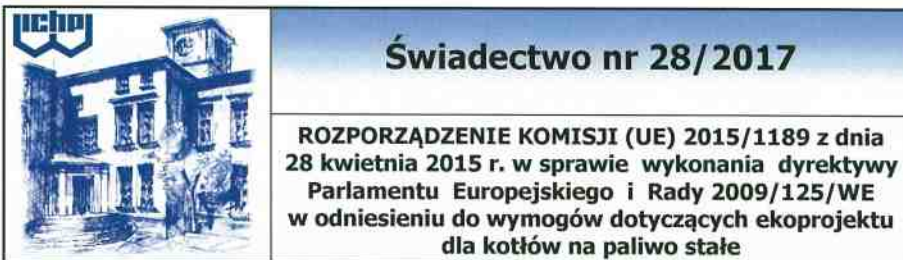 ichpw
Świadectwo nr 28/2017
ROZPORZĄDZENIE KOMISJI (UE) 2015/1189 z dnia
28 kwietnia 2015 r. w sprawie wykonania dyrektywy
Parlamentu Europejskiego i Rady 2009/125/WE
w odniesieniu do wymogów dotyczących ekoprojektu
dla kotłów na paliwo stałe